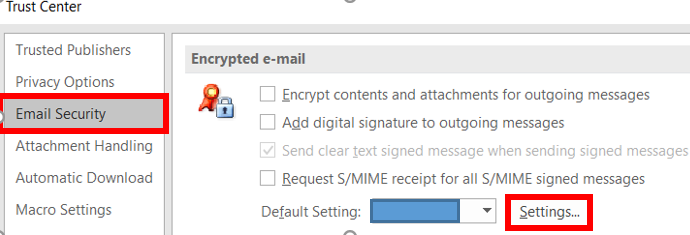 Trust Center
Trusted Publishers
Privacy Options
Email Security
Attachment Handling
Automatic Download
Macro Settings
Encrypted e-mail
Encrypt contents and attachments for outgoing messages
Add digital signature to outgoing messages
Send clear text signed message when sending signed messages
Request S/MIME receipt for all S/MIME signed messages
Default Setting:
Settings...